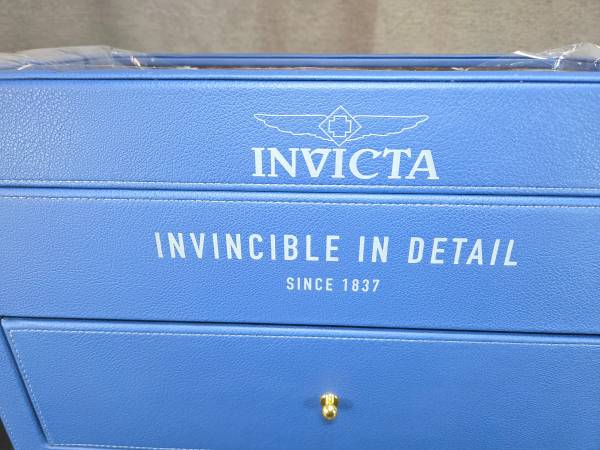 INVICTA
INVINCIBLE IN DETAIL
SINCE 1837